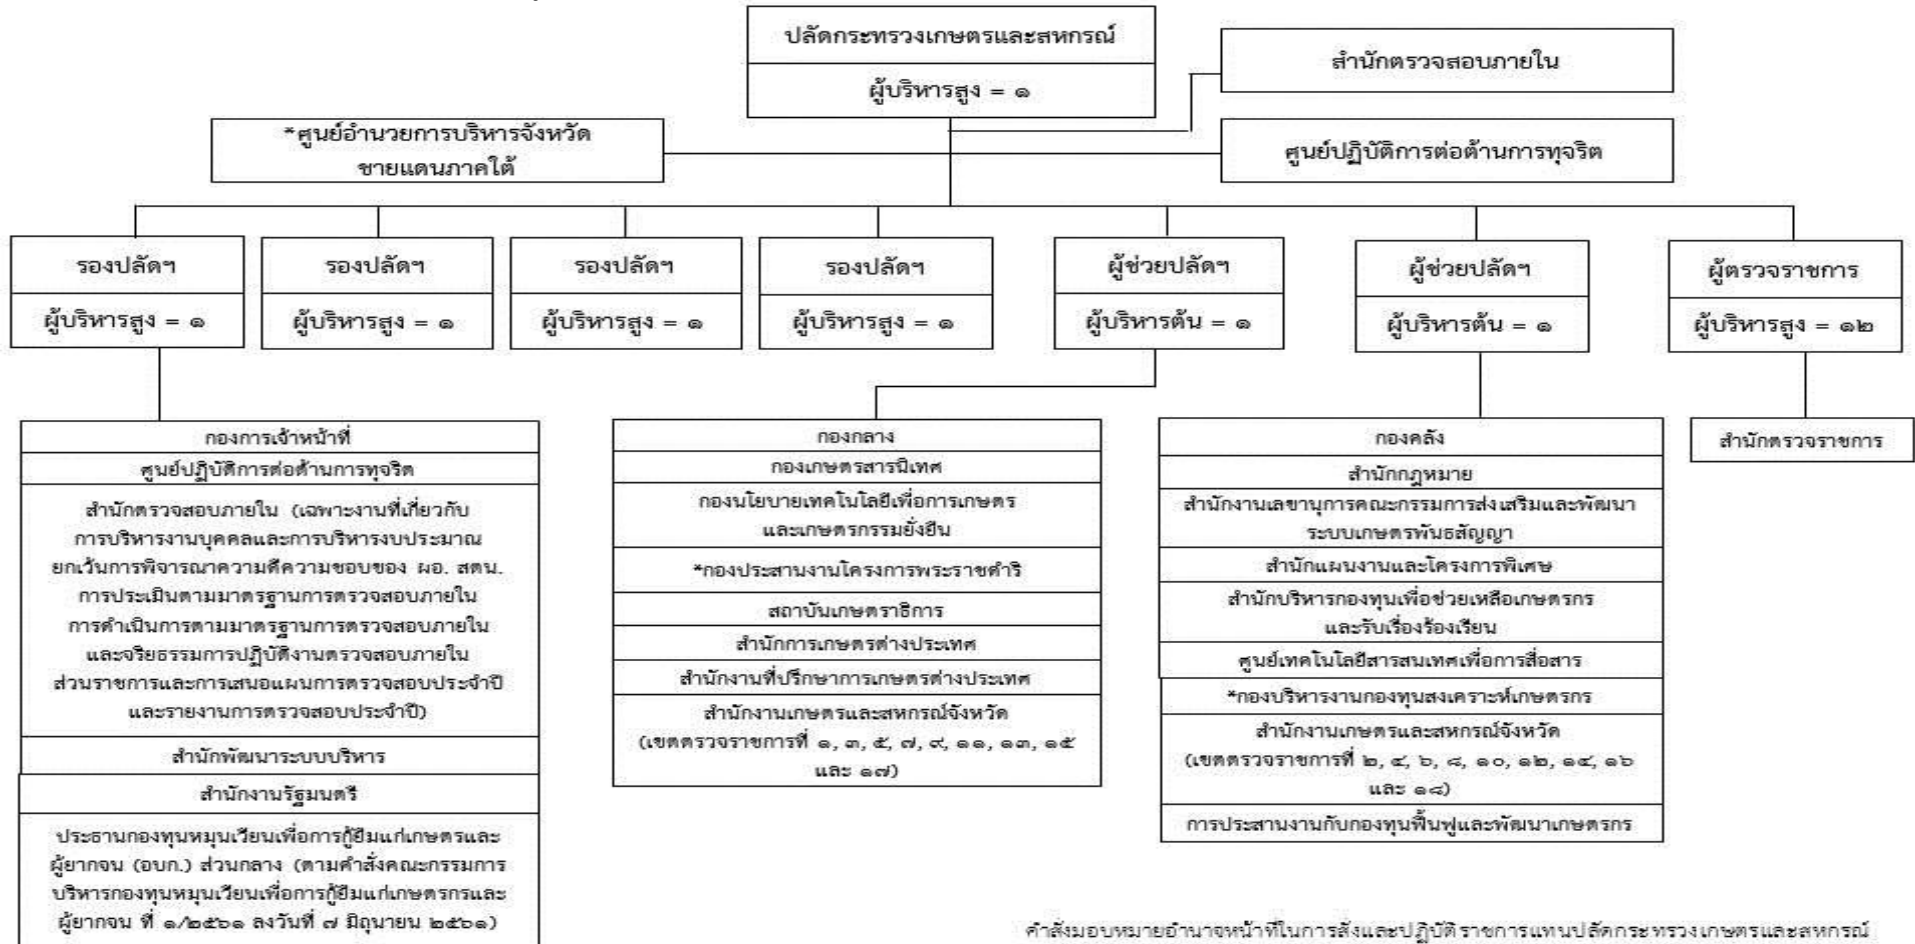 ปลัดกระทรวงเกษตรและสหกรณ์
ผู้บริหารสูง = ๑
สำนักตรวจสอบภายใน
*ศูนย์อำนวยการบริหารจังหวัด
ชายแดนภาคใต้
ศูนย์ปฏิบัติการต่อต้านการทุจริต
รองปลัดฯ
ผู้บริหารสูง = ๑
รองปลัดฯ
ผู้บริหารสูง = ๑
รองปลัดฯ
ผู้บริหารสูง = ๑
รองปลัดฯ
ผู้บริหารสูง = ๑
ผู้ช่วยปลัดฯ
ผู้บริหารต้น = ๑
ผู้ช่วยปลัดฯ
ผู้บริหารต้น = ๑
ผู้ตรวจราชการ
ผู้บริหารสูง = ๑๒
กองการเจ้าหน้าที่
ศูนย์ปฏิบัติการต่อต้านการทุจริต
สำนักตรวจสอบภายใน (เฉพาะงานที่เกี่ยวกับ
การบริหารงานบุคคลและการบริหารงบประมาณ
ยกเว้นการพิจารณาความดีความชอบของ ผอ. สตน.
การประเมินตามมาตรฐานการตรวจสอบภายใน
การดำเนินการตามมาตรฐานการตรวจสอบภายใน
และจริยธรรมการปฏิบัติงานตรวจสอบภายใน
ส่วนราชการและการเสนอแผนการตรวจสอบประจำปี
และรายงานการตรวจสอบประจำปี)
สำนักพัฒนาระบบบริหาร
สำนักงานรัฐมนตรี
ประธานกองทุนหมุนเวียนเพื่อการกู้ยืมแก่เกษตรและ
ผู้ยากจน (อบก.) ส่วนกลาง (ตามคำสั่งคณะกรรมการ
บริหารกองทุนหมุนเวียนเพื่อการกู้ยืมแก่เกษตรกรและ
ผู้ยากจน ที่ ๑/๒๕๖๑ ลงวันที่ ๗ มิถุนายน ๒๕๖๑)
กองกลาง
กองเกษตรสารนิเทศ
กองนโยบายเทคโนโลยีเพื่อการเกษตร
และเกษตรกรรมยั่งยืน
*กองประสานงานโครงการพระราชดำริ
สถาบันเกษตราธิการ
สำนักการเกษตรต่างประเทศ
สำนักงานที่ปรึกษาการเกษตรต่างประเทศ
สำนักงานเกษตรและสหกรณ์จังหวัด
(เขตตรวจราชการที่ ๑, ๓, ๕, ๗, ๙, ๑๑, ๑๓, ๑๕
และ ๑๗)
กองคลัง
สำนักกฎหมาย
สำนักงานเลขานุการคณะกรรมการส่งเสริมและพัฒนา
ระบบเกษตรพันธสัญญา
สำนักแผนงานและโครงการพิเศษ
สำนักบริหารกองทุนเพื่อช่วยเหลือเกษตรกร
และรับเรื่องร้องเรียน
ศูนย์เทคโนโลยีสารสนเทศเพื่อการสื่อสาร
*กองบริหารงานกองทุนสงเคราะห์เกษตรกร
สำนักงานเกษตรและสหกรณ์จังหวัด
(เขตตรวจราชการที่ ๒, ๔, ๖, ๘, ๑๐, ๑๒, ๑๔, ๑๖
และ ๑๘)
การประสานงานกับกองทุนฟื้นฟูและพัฒนาเกษตรกร
สำนักตรวจราชการ
คำสั่งมอบหมายอำนาจหน้าที่ในการสั่งและปฏิบัติราชการแทนปลัดกระทรวงเกษตรและสหกรณ์